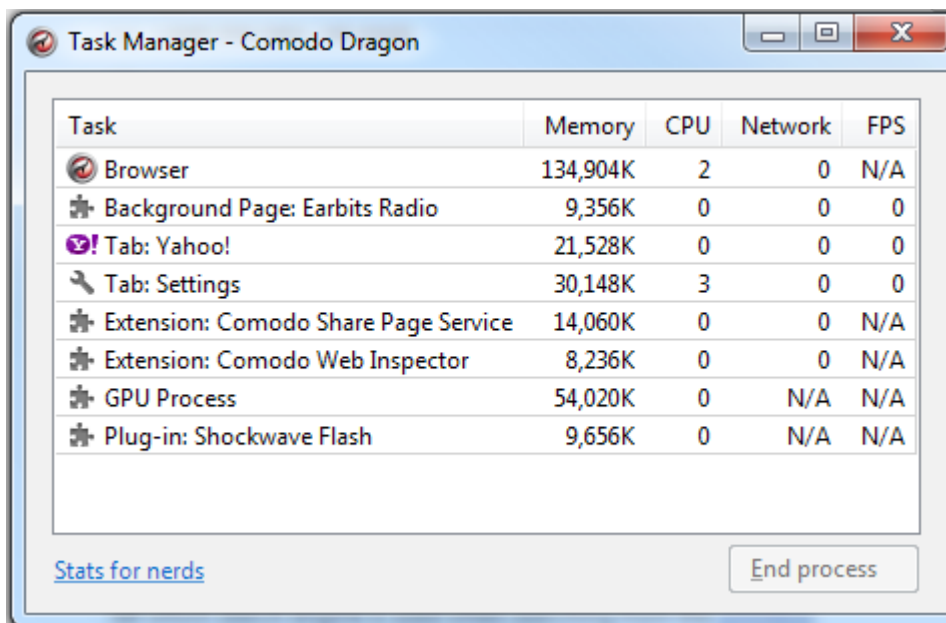 Task Manager - Comodo Dragon
Task Memory CPU Network FPS
Browser 134,904K 2 0 N/A
Background Page: Earbits Radio 9,356K 0 0 0
Y! Tab: Yahoo! 21,528K 0 0 0
Tab: Settings 30,148K 3 0 0
Extension: Comodo Share Page Service 14,060K 0 0 N/A
Extension: Comodo Web Inspector 8,236K 0 0 N/A
GPU Process 54,020K 0 N/A N/A
Plug-in: Shockwave Flash 9,656K 0 N/A N/A
Stats for nerds End process